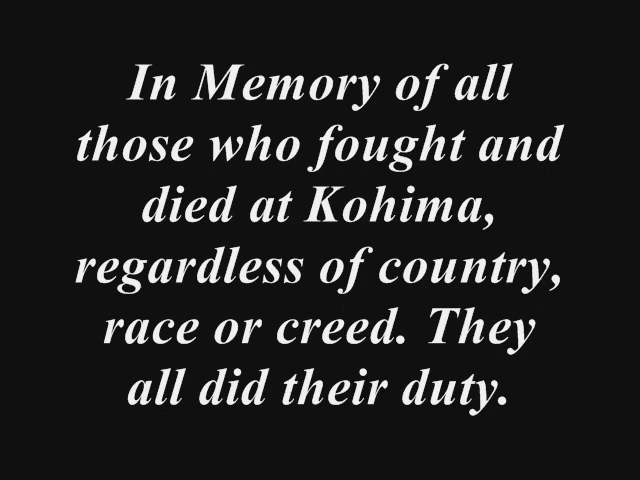 In Memory of all
those who fought and
died at Kohima,
regardless of country,
race or creed. They
all did their duty.